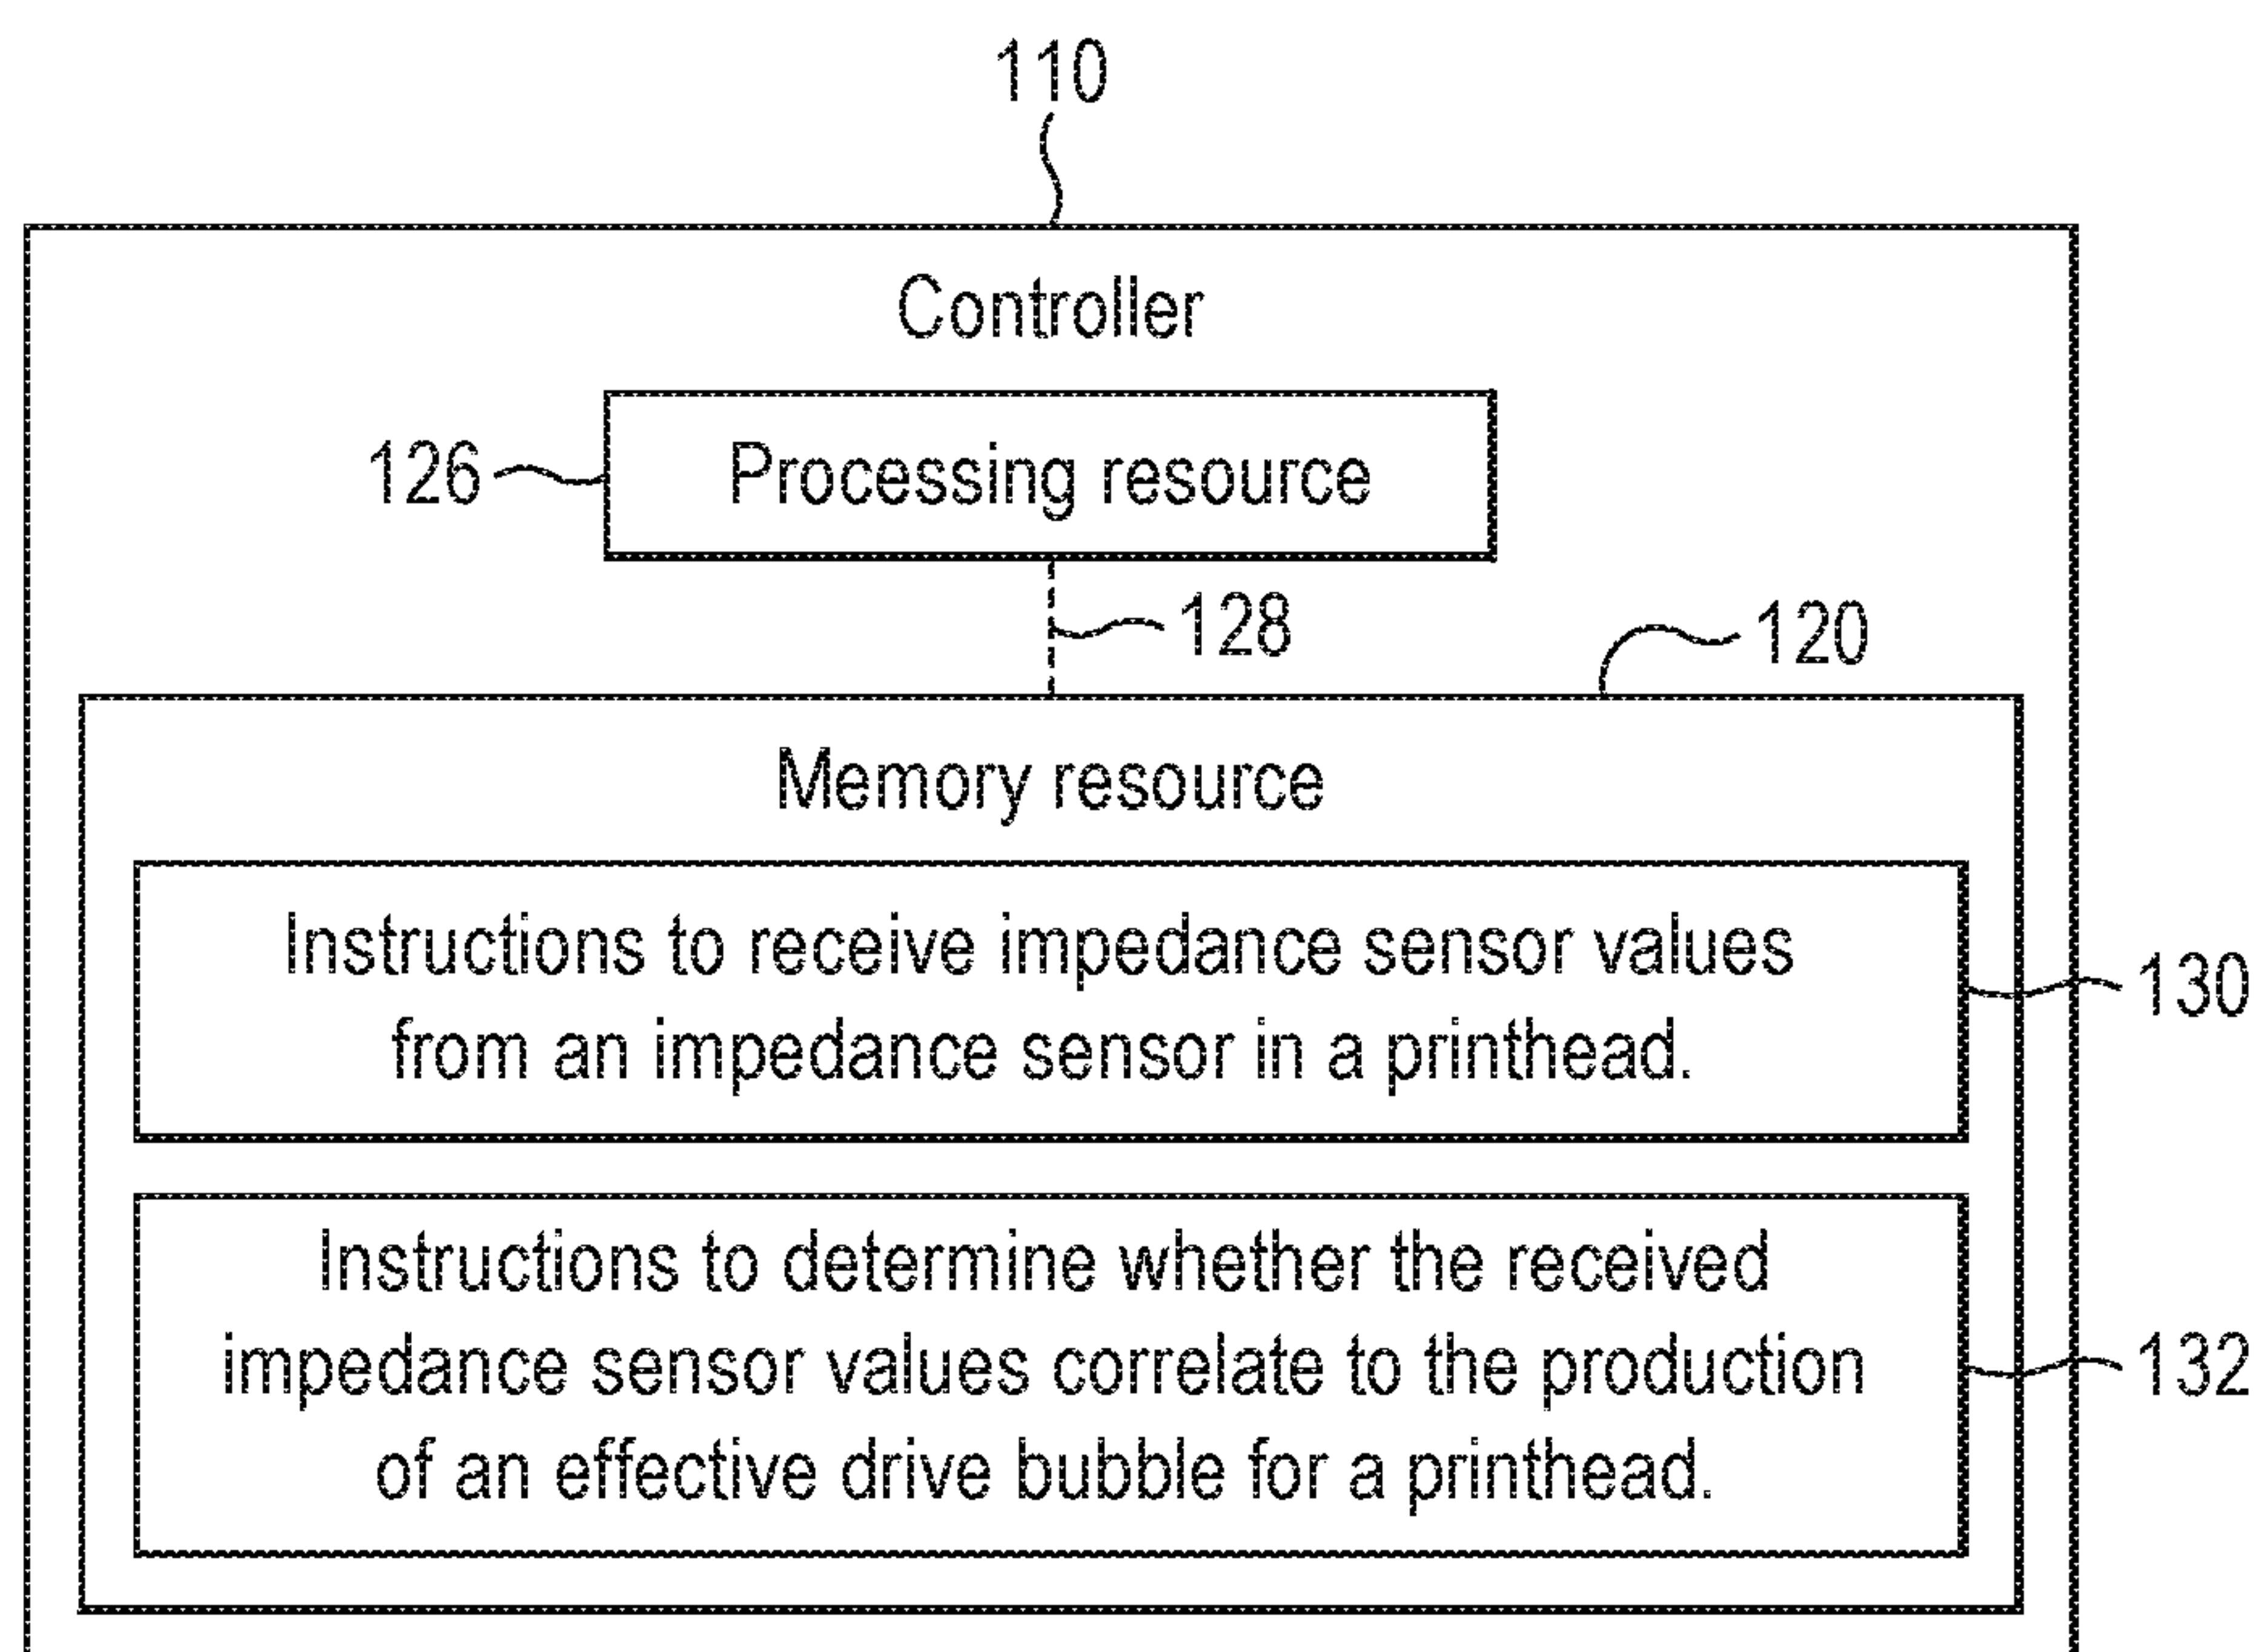 110
Controller
126
Processing resource
128
120
Memory resource
Instructions to receive impedance sensor values
from an impedance sensor in a printhead.
130
Instructions to determine whether the received
impedance sensor values correlate to the production
of an effective drive bubble for a printhead.
132